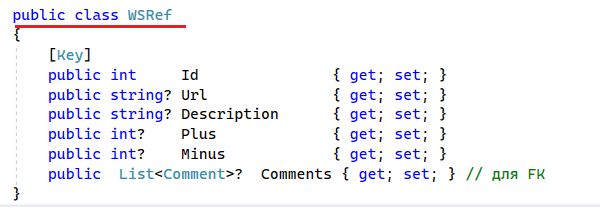 public class WSRef
{
[Key]
public int Id { get; set; }
public string? Url { get; set; }
public string? Description { get; set; }
public int? Plus { get; set; }
public int? Minus { get; set; }
public List<Comment>? Comments { get; set; } // для FK
}